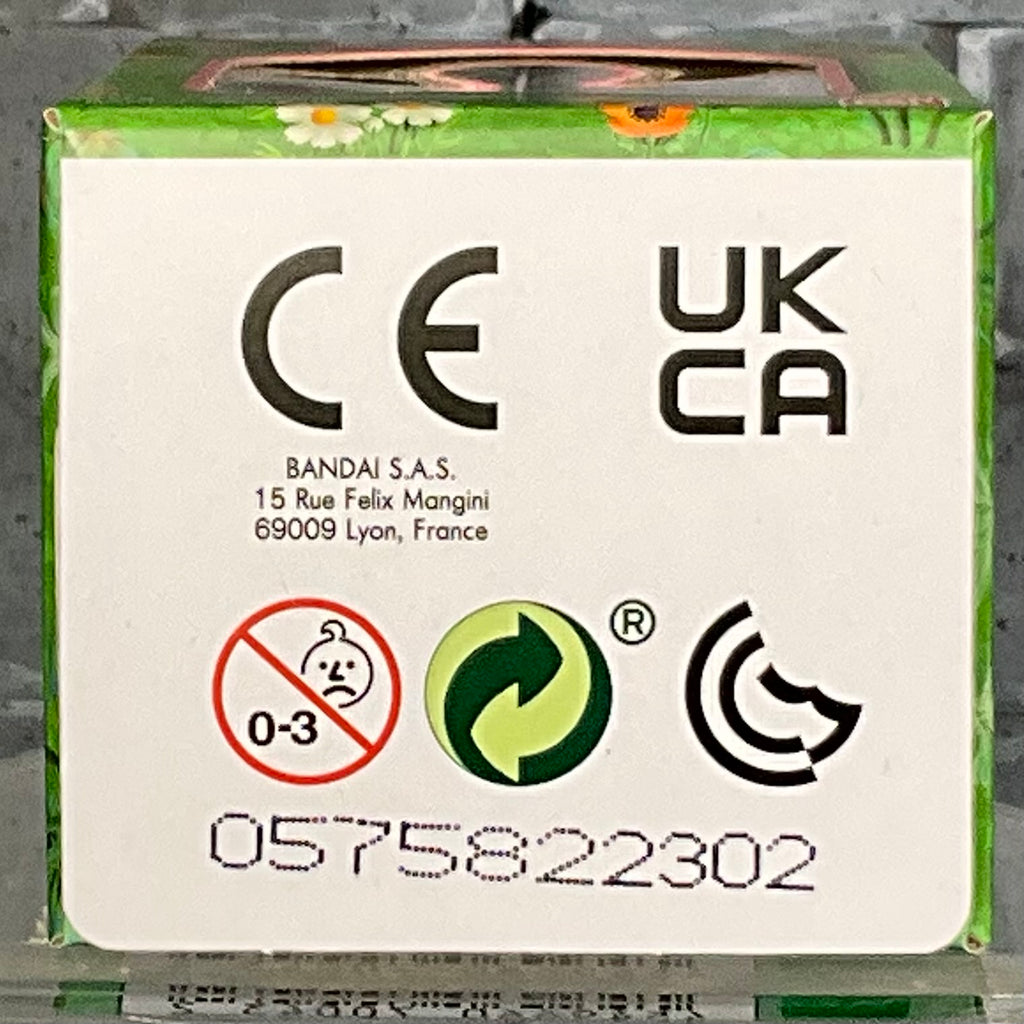 CE
UK
CA
BANDAI S.A.S.
15 Rue Felix Mangini
69009 Lyon, France
0-3
®
0575822302